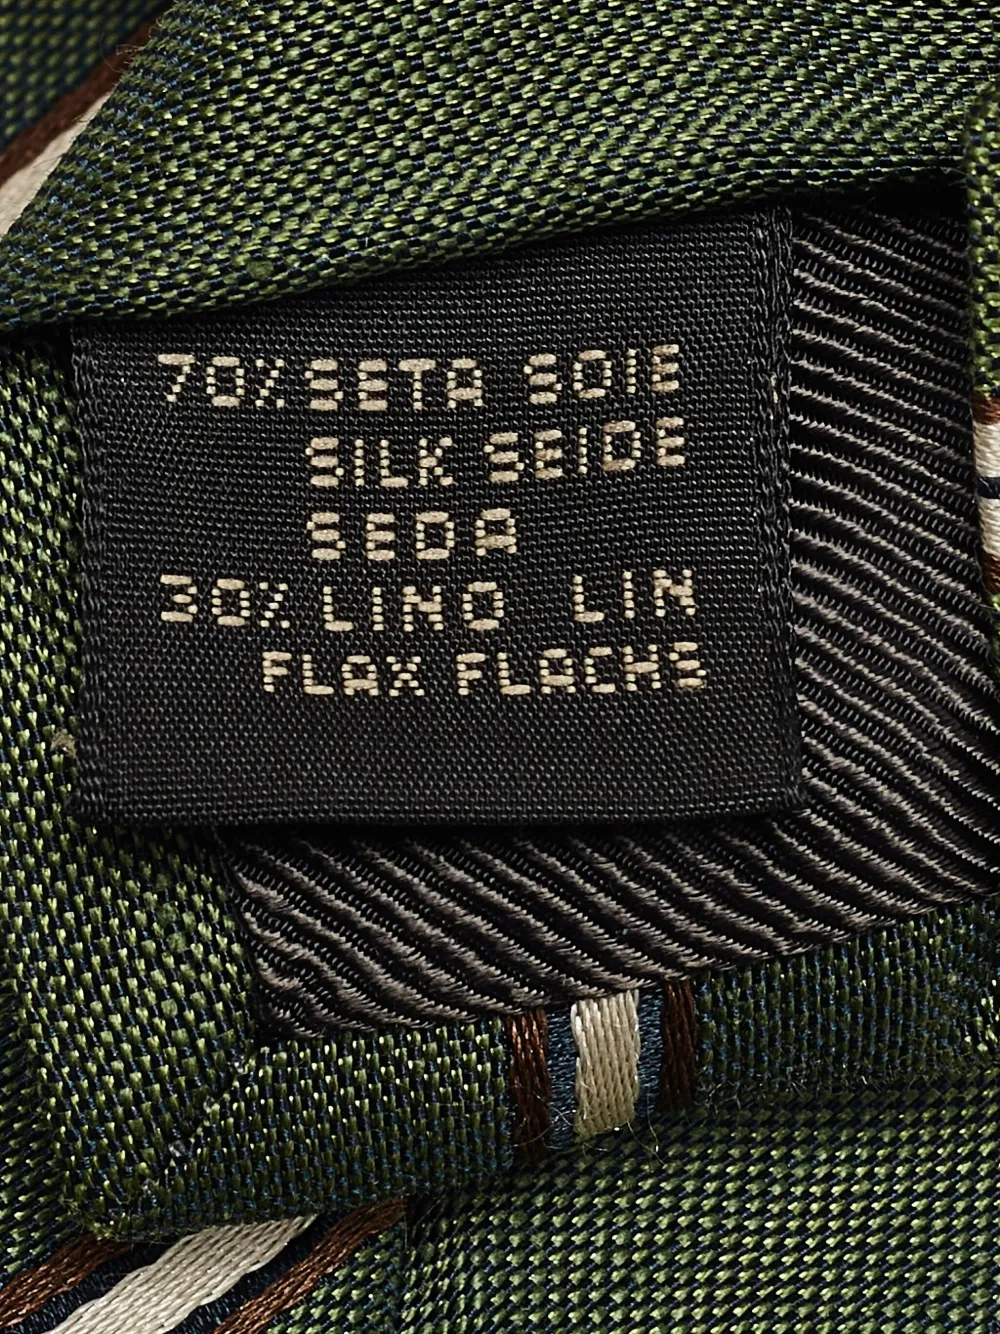 70% SETA SOIE
SILK SEIDE
SEDA
30% LINO LIN
FLAX FLACHS